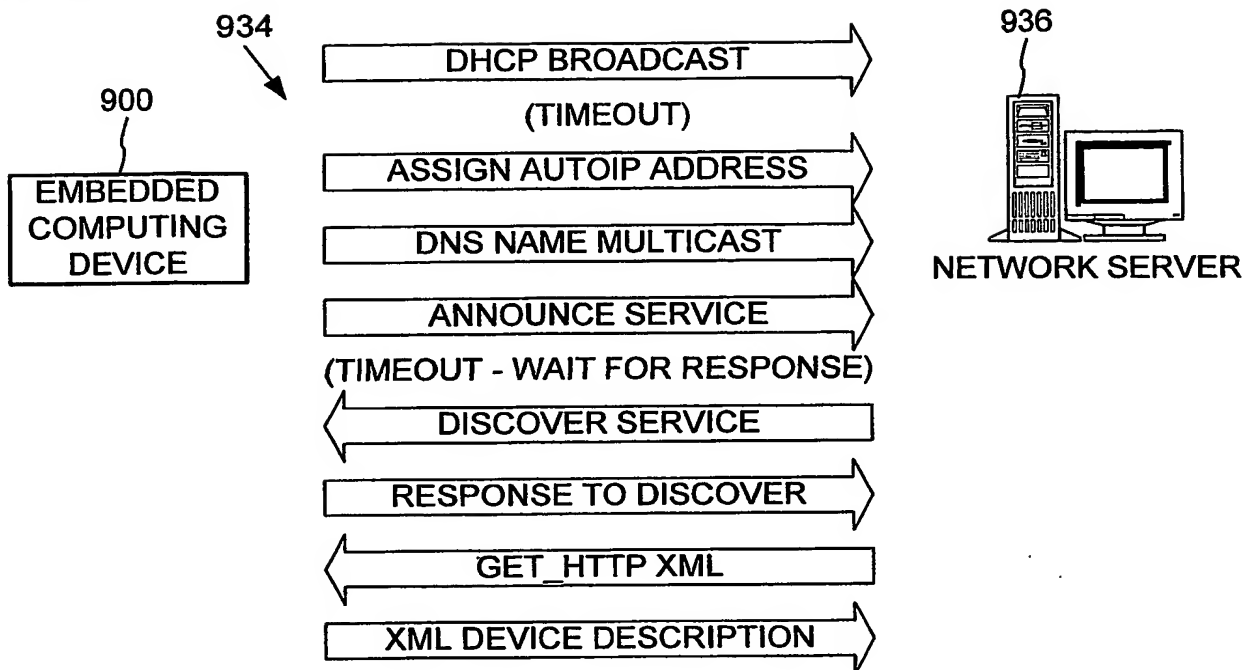 934
936
DHCP BROADCAST
(TIMEOUT)
900
ASSIGN AUTOIP ADDRESS
EMBEDDED
COMPUTING
DEVICE
DNS NAME MULTICAST
NETWORK SERVER
ANNOUNCE SERVICE
(TIMEOUT - WAIT FOR RESPONSE)
DISCOVER SERVICE
RESPONSE TO DISCOVER
GET_HTTP XML
XML DEVICE DESCRIPTION